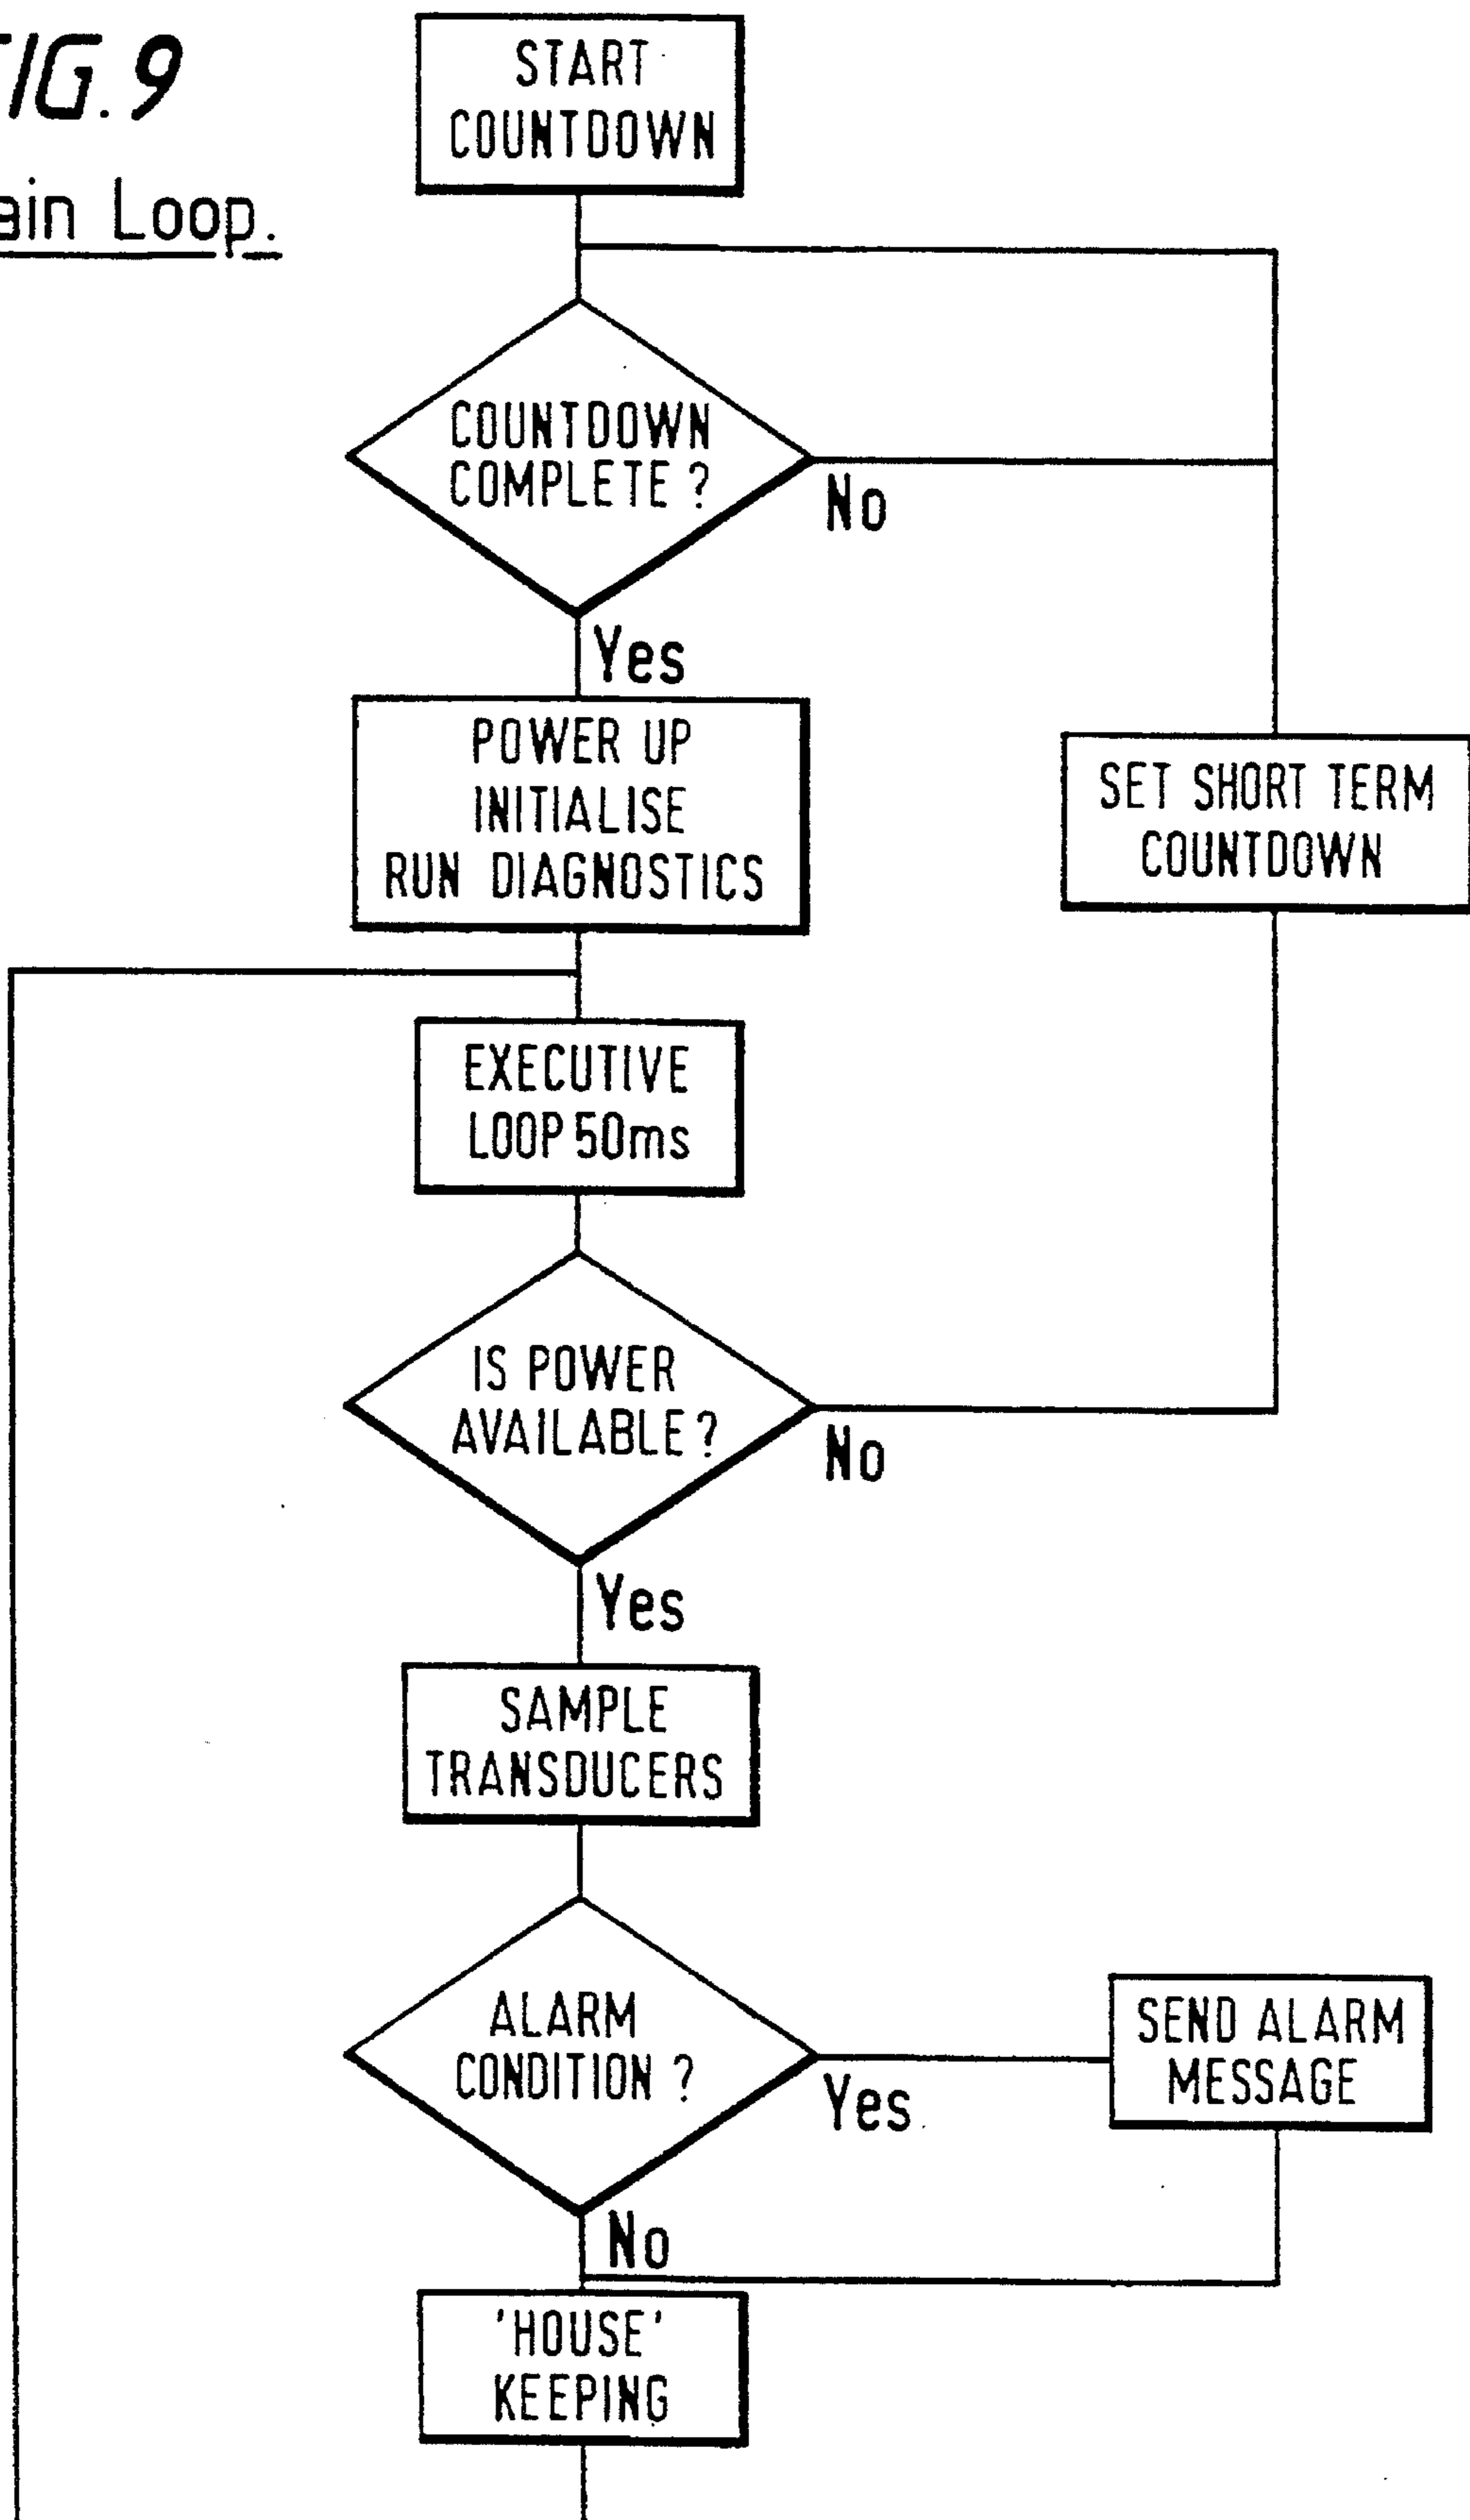 FIG.9
ain Loop.
START
COUNTDOWN
COUNTDOWN
COMPLETE ?
No
Yes
POWER UP
INITIALISE
RUN DIAGNOSTICS
SET SHORT TERM
COUNTDOWN
EXECUTIVE
LOOP 50ms
IS POWER
AVAILABLE ?
No
Yes
SAMPLE
TRANSDUCERS
ALARM
CONDITION ?
Yes
SEND ALARM
MESSAGE
No
'HOUSE'
KEEPING